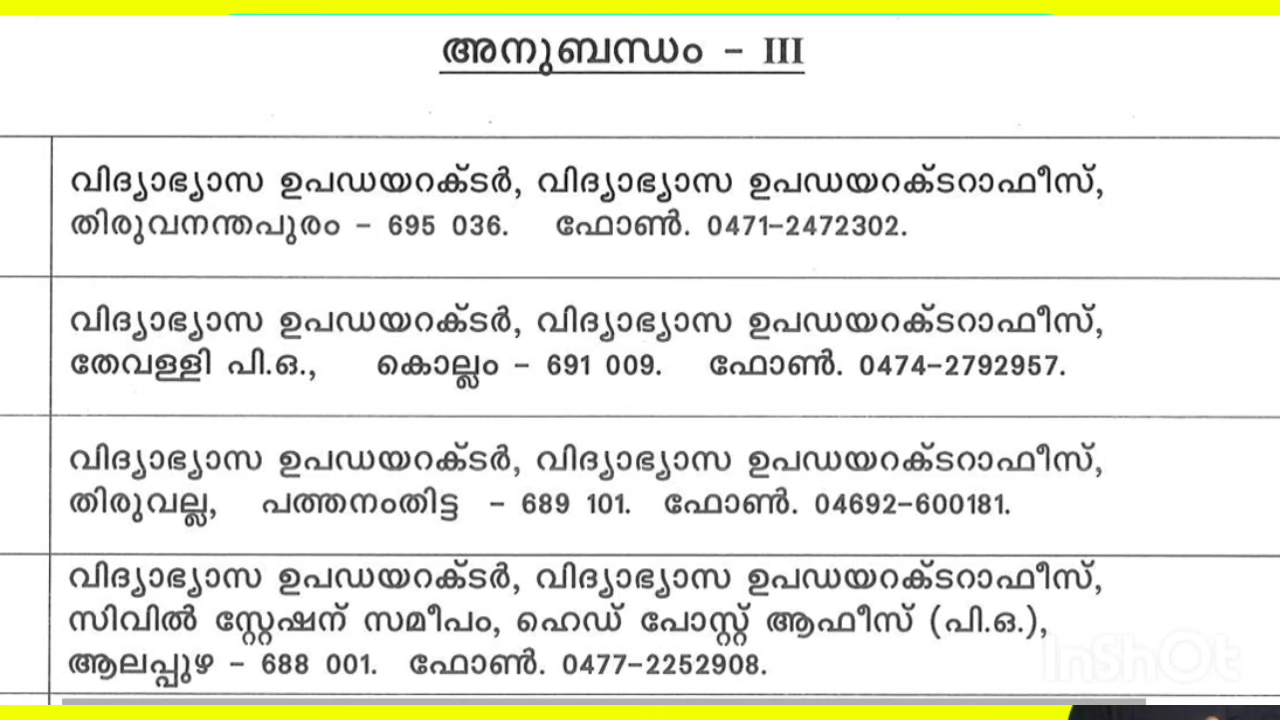 അനുബന്ധം - III
വിദ്യാഭ്യാസ ഉപഡയറക്ടർ, വിദ്യാഭ്യാസ ഉപഡയറക്ടറാഫീസ്,
തിരുവനന്തപുരം - 695 036. ഫോൺ. 0471-2472302.
വിദ്യാഭ്യാസ ഉപഡയറക്ടർ, വിദ്യാഭ്യാസ ഉപഡയറക്ടറാഫീസ്,
തേവള്ളി പി.ഒ., കൊല്ലം - 691 009. ഫോൺ. 0474-2792957.
വിദ്യാഭ്യാസ ഉപഡയറക്ടർ, വിദ്യാഭ്യാസ ഉപഡയറക്ടറാഫീസ്,
തിരുവല്ല, പത്തനംതിട്ട - 689 101. ഫോൺ. 04692-600181.
വിദ്യാഭ്യാസ ഉപഡയറക്ടർ, വിദ്യാഭ്യാസ ഉപഡയറക്ടറാഫീസ്,
സിവിൽ സ്റ്റേഷന് സമീപം, ഹെഡ് പോസ്റ്റ് ആഫീസ് (പി.ഒ.),
ആലപ്പുഴ - 688 001. ഫോൺ. 0477-2252908.
InShOt